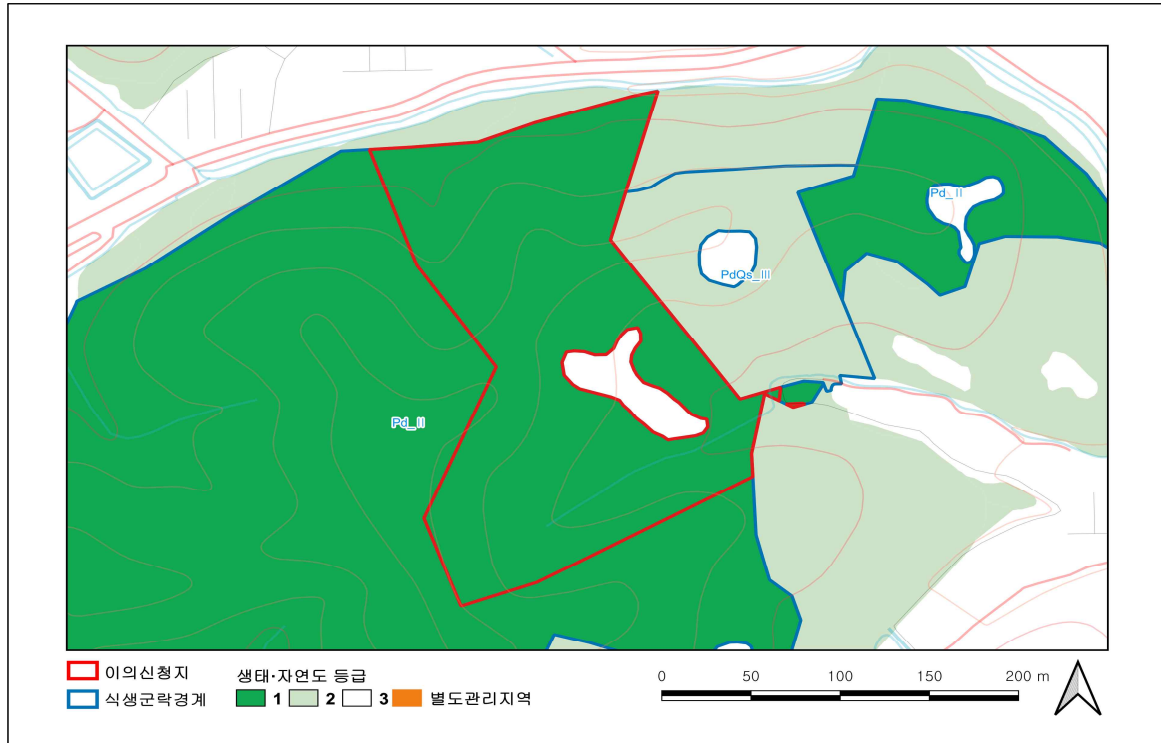 Pd_II
PdQs_III
Pd_II
이의신청지
식생군락경계
생태·자연도 등급
1 2 3 별도관리지역
0 50 100 150 200 m